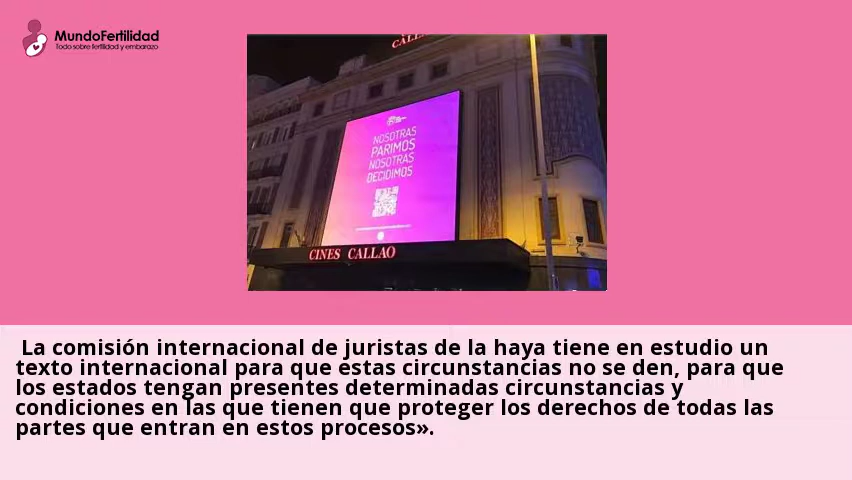 MundoFertilidad
Todo sobre fertilidad y embarazo
NOSOTRAS
PARIMOS
NOSOTRAS
DECIDIMOS
CINES CALLAO
La comisión internacional de juristas de la haya tiene en estudio un
texto internacional para que estas circunstancias no se den, para que
los estados tengan presentes determinadas circunstancias y
condiciones en las que tienen que proteger los derechos de todas las
partes que entran en estos procesos».